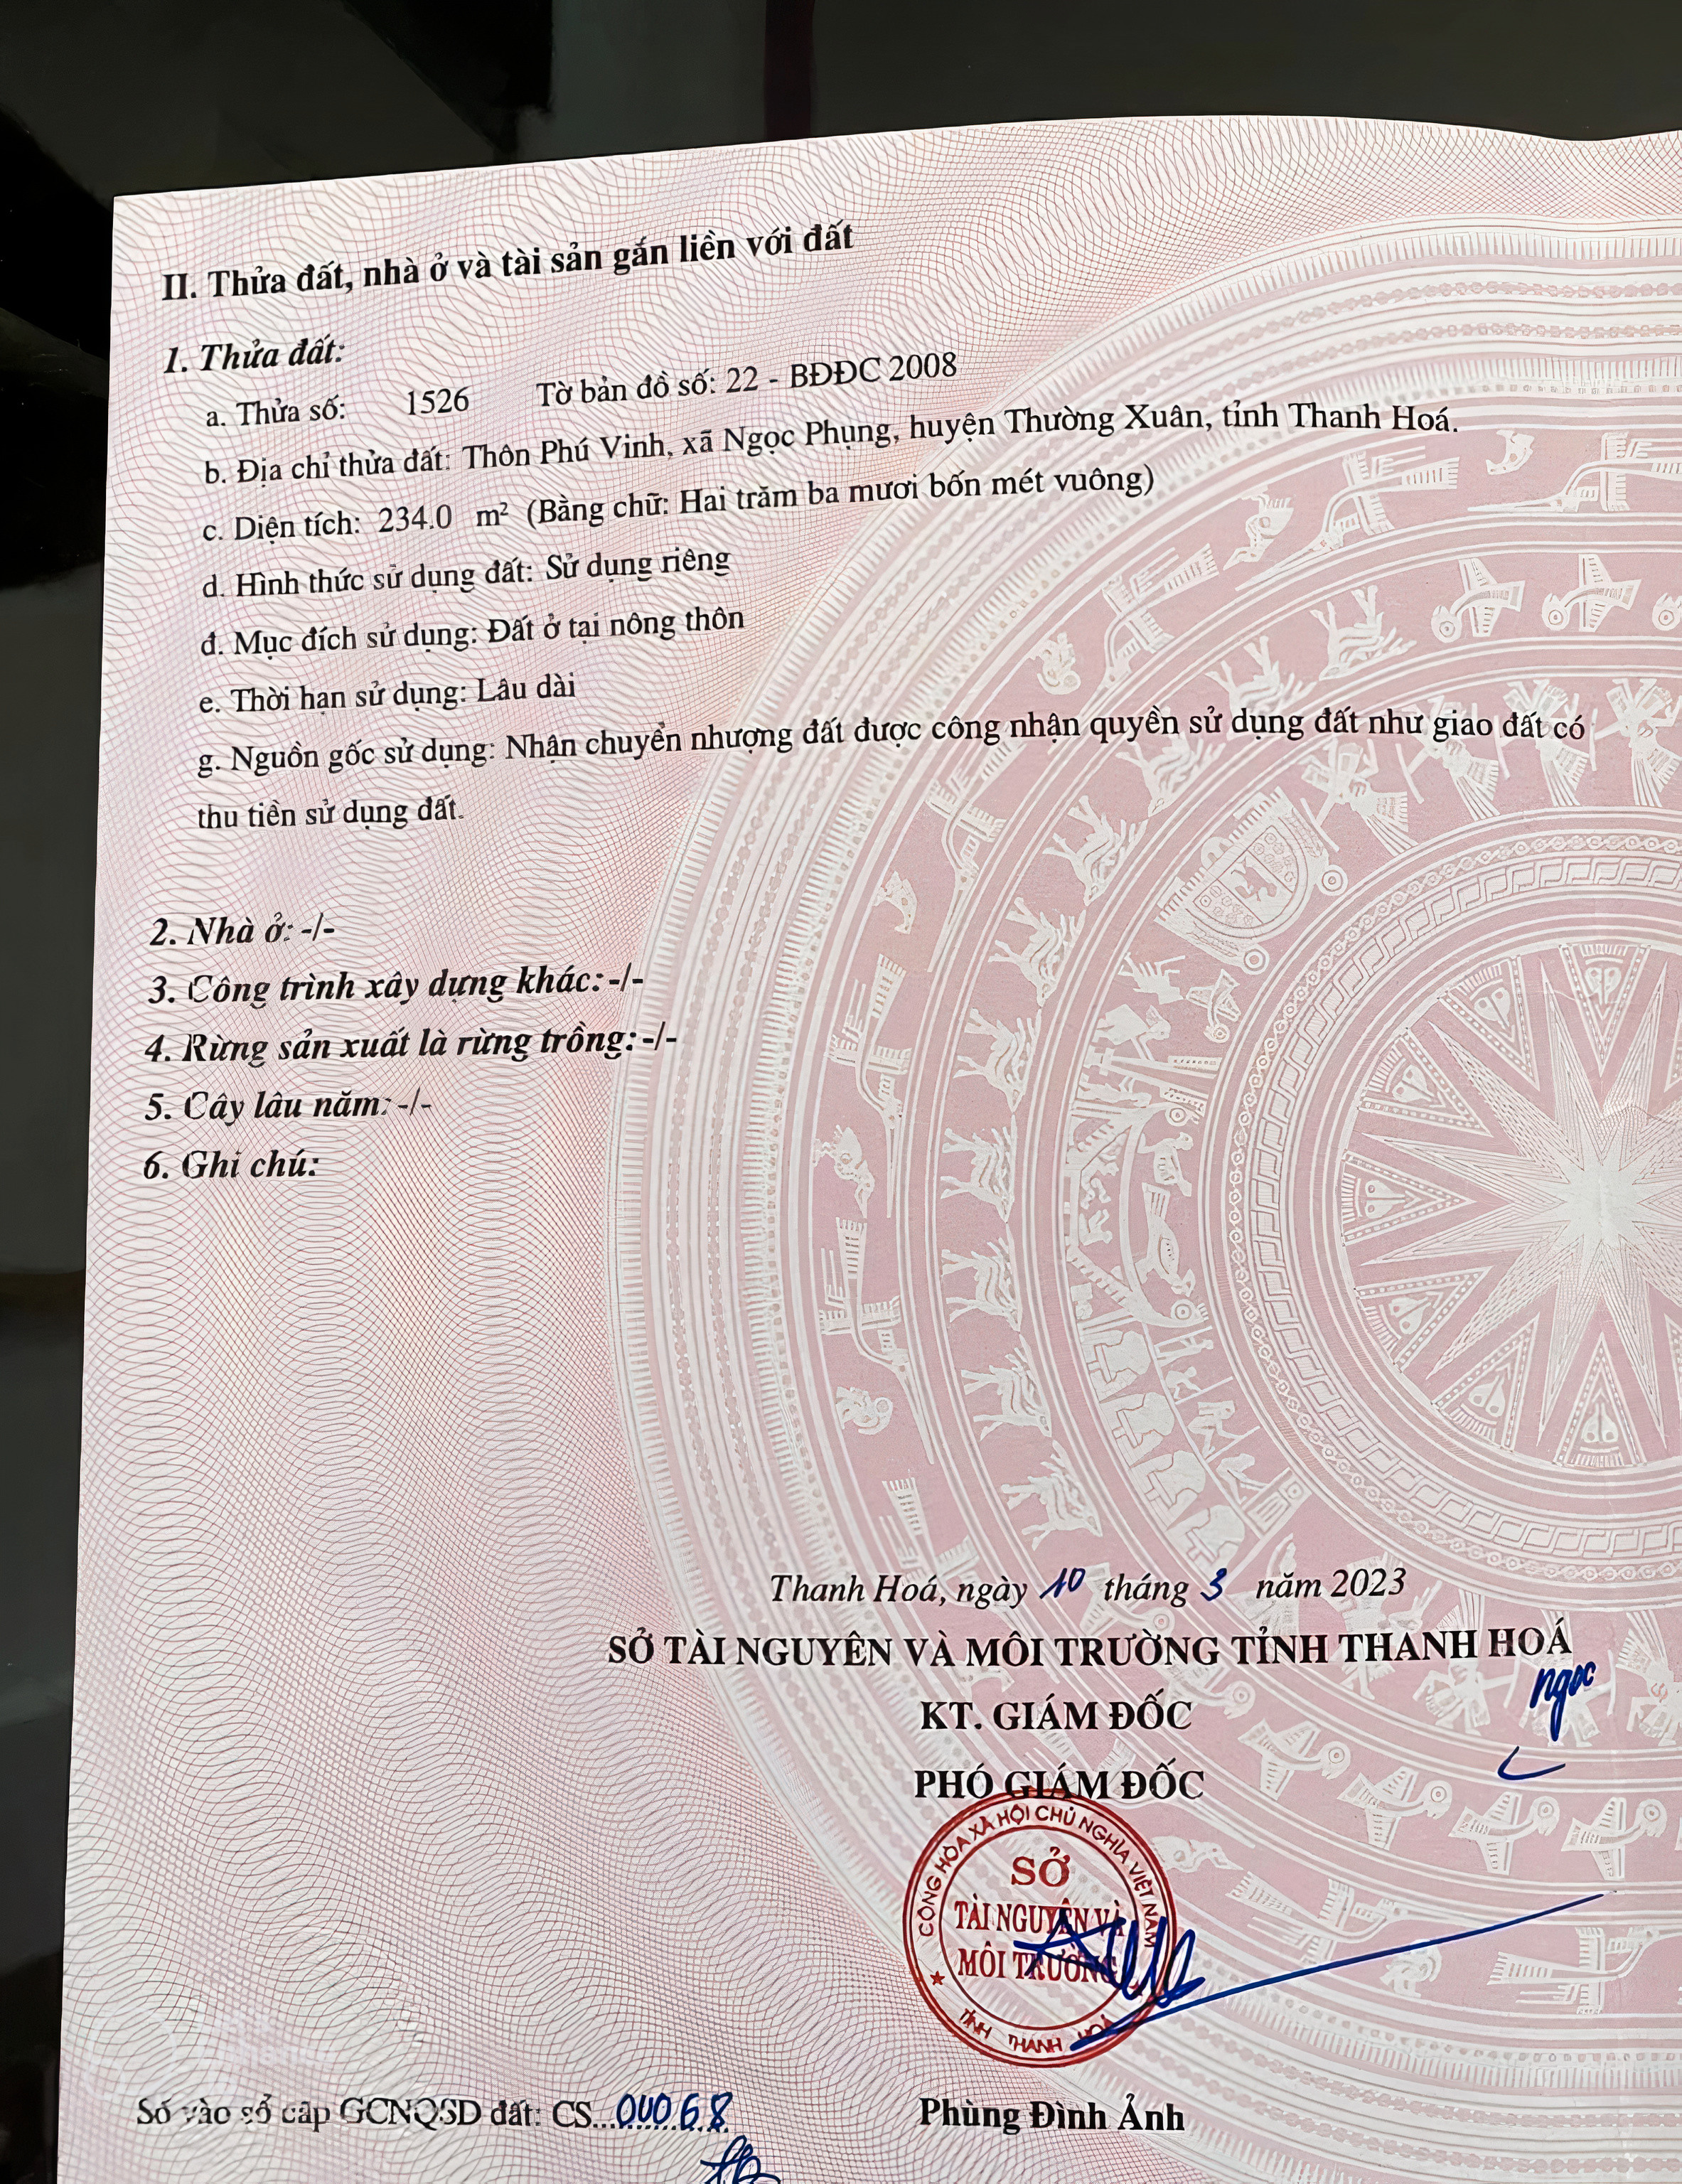 II. Thửa đất, nhà ở và tài sản gắn liền với đất
1. Thửa đất:
a. Thửa số: 1526 Tờ bản đồ số: 22 - BĐĐC 2008
b. Địa chỉ thửa đất: Thôn Phú Vinh, xã Ngọc Phụng, huyện Thường Xuân, tỉnh Thanh Hoá.
c. Diện tích: 234.0 m² (Bằng chữ: Hai trăm ba mươi bốn mét vuông)
d. Hình thức sử dụng đất: Sử dụng riêng
đ. Mục đích sử dụng: Đất ở tại nông thôn
e. Thời hạn sử dụng: Lâu dài
g. Nguồn gốc sử dụng: Nhận chuyển nhượng đất được công nhận quyền sử dụng đất như giao đất có
thu tiền sử dụng đất.
2. Nhà ở: -/-
3. Công trình xây dựng khác: -/-
4. Rừng sản xuất là rừng trồng: -/-
5. Cây lâu năm: -/-
6. Ghi chú:
Thanh Hoá, ngày 10 tháng 3 năm 2023
SỞ TÀI NGUYÊN VÀ MÔI TRƯỜNG TỈNH THANH HOÁ
ngọc
KT. GIÁM ĐỐC
PHÓ GIÁM ĐỐC
CỘNG HÒA XÃ HỘI CHỦ NGHĨA VIỆT NAM
SỞ
TÀI NGUYÊN VÀ
MÔI TRƯỜNG
TỈNH THANH HOÁ
Số vào sổ cấp GCNQSD đất: CS...00068
Phùng Đình Ảnh